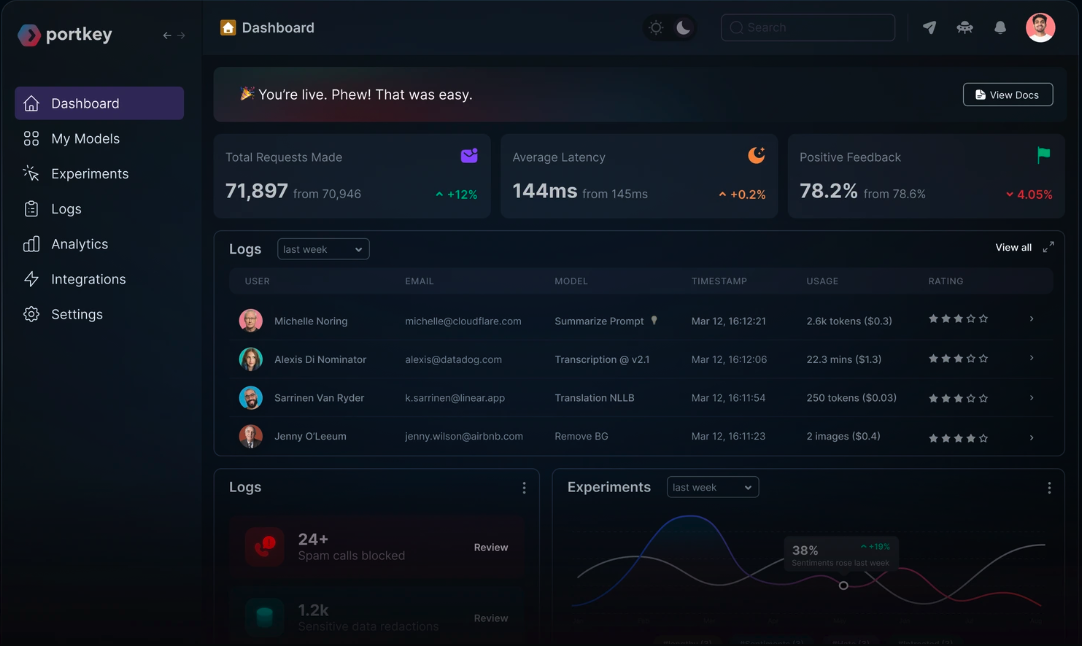 portkey
Dashboard
My Models
Experiments
Logs
Analytics
Integrations
Settings
Dashboard
Search
You're live. Phew! That was easy.
View Docs
Total Requests Made
71,897 from 70,946
+12%
Average Latency
144ms from 145ms
+0.2%
Positive Feedback
78.2% from 78.6%
4.05%
Logs
last week
View all
USER EMAIL MODEL TIMESTAMP USAGE RATING
Michelle Noring michelle@cloudflare.com Summarize Prompt Mar 12, 16:12:21 2.6k tokens ($0.3)
Alexis Di Nominator alexis@datadog.com Transcription @ v2.1 Mar 12, 16:12:06 22.3 mins ($1.3)
Sarrinen Van Ryder k.sarrinen@linear.app Translation NLLB Mar 12, 16:11:54 250 tokens ($0.03)
Jenny O'Leeum jenny.wilson@airbnb.com Remove BG Mar 12, 16:11:23 2 images ($0.4)
Logs
24+
Spam calls blocked
Review
1.2k
Sensitive data redactions
Review
Experiments
last week
38%
+19%
Sentiments rose last week